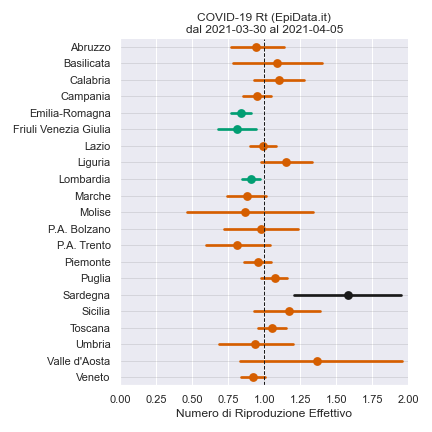 COVID-19 Rt (EpiData.it)
dal 2021-03-30 al 2021-04-05
Abruzzo
Basilicata
Calabria
Campania
Emilia-Romagna
Friuli Venezia Giulia
Lazio
Liguria
Lombardia
Marche
Molise
P.A. Bolzano
P.A. Trento
Piemonte
Puglia
Sardegna
Sicilia
Toscana
Umbria
Valle d'Aosta
Veneto
0.00 0.25 0.50 0.75 1.00 1.25 1.50 1.75 2.00
Numero di Riproduzione Effettivo